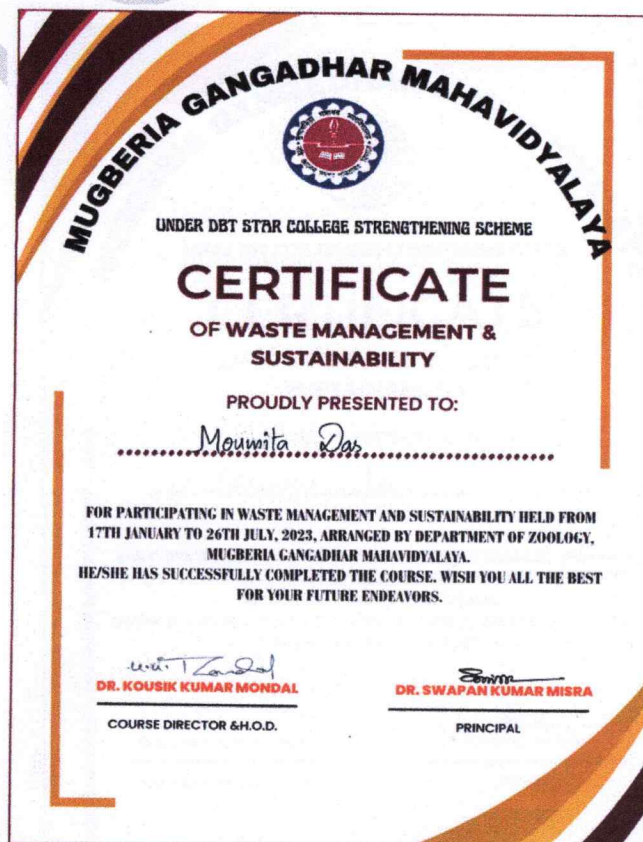 MUGBERIA GANGADHAR MAHAVIDYALAYA
UNDER DBT STAR COLLEGE STRENGTHENING SCHEME
CERTIFICATE
OF WASTE MANAGEMENT &
SUSTAINABILITY
PROUDLY PRESENTED TO:
Moumita Das
FOR PARTICIPATING IN WASTE MANAGEMENT AND SUSTAINABILITY HELD FROM
17TH JANUARY TO 26TH JULY, 2023, ARRANGED BY DEPARTMENT OF ZOOLOGY,
MUGBERIA GANGADHAR MAHAVIDYALAYA.
HE/SHE HAS SUCCESSFULLY COMPLETED THE COURSE. WISH YOU ALL THE BEST
FOR YOUR FUTURE ENDEAVORS.
DR. KOUSIK KUMAR MONDAL
COURSE DIRECTOR &H.O.D.
DR. SWAPAN KUMAR MISRA
PRINCIPAL